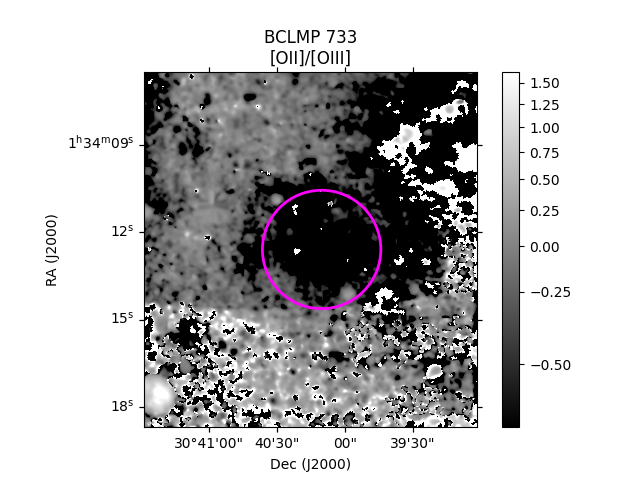 BCLMP 733
[OII]/[OIII]
1ʰ34ᵐ09ˢ
12ˢ
15ˢ
18ˢ
RA (J2000)
30°41'00" 40'30" 00" 39'30"
Dec (J2000)
1.50
1.25
1.00
0.75
0.50
0.25
0.00
−0.25
−0.50